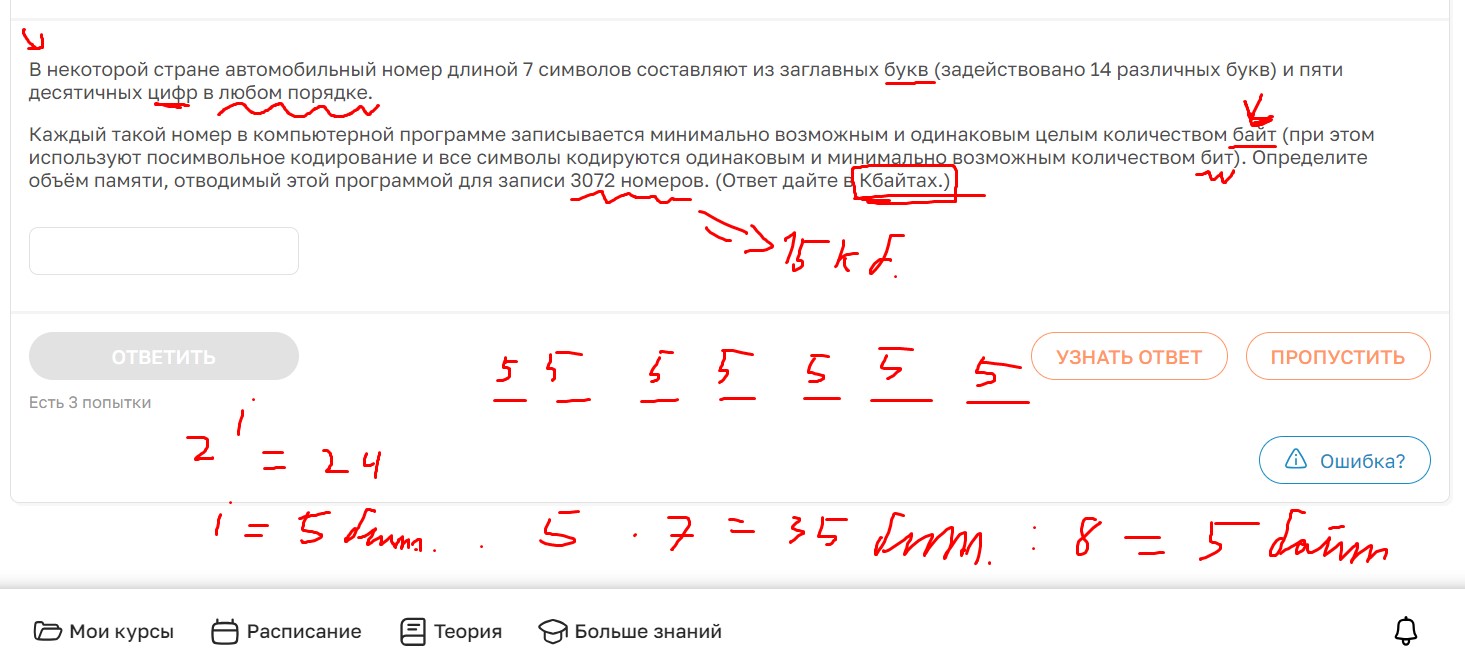 В некоторой стране автомобильный номер длиной 7 символов составляют из заглавных букв (задействовано 14 различных букв) и пяти
десятичных цифр в любом порядке.
Каждый такой номер в компьютерной программе записывается минимально возможным и одинаковым целым количеством байт (при этом
используют посимвольное кодирование и все символы кодируются одинаковым и минимально возможным количеством бит). Определите
объём памяти, отводимый этой программой для записи 3072 номеров. (Ответ дайте в Кбайтах.)
15 кб.
ОТВЕТИТЬ
5 5 5 5 5 5 5
УЗНАТЬ ОТВЕТ
ПРОПУСТИТЬ
Есть 3 попытки
2^i = 24
Ошибка?
i = 5 бит. . 5 · 7 = 35 бит. : 8 = 5 байт
Мои курсы
Расписание
Теория
Больше знаний